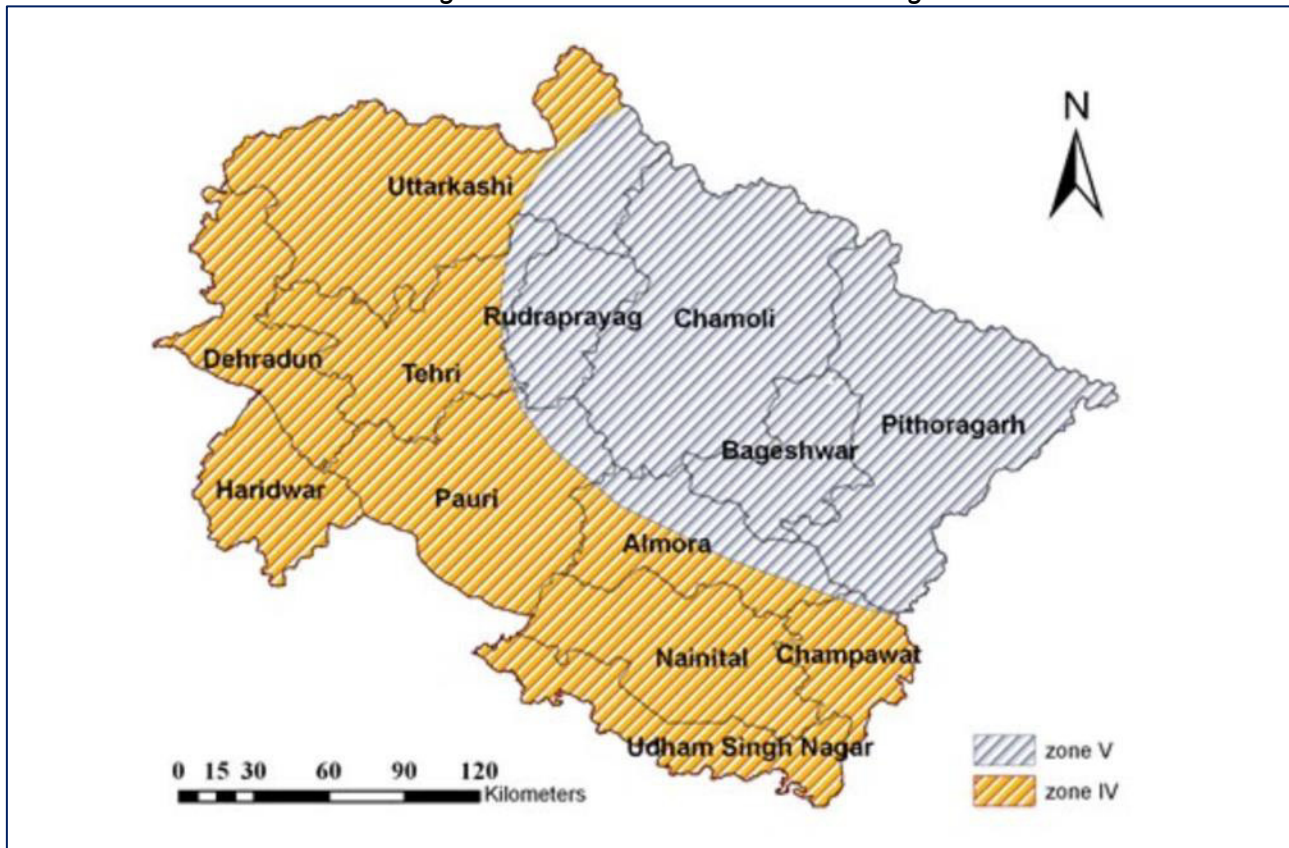 N
Uttarkashi
Rudraprayag
Chamoli
Dehradun
Tehri
Pithoragarh
Bageshwar
Haridwar
Pauri
Almora
Nainital
Champawat
Udham Singh Nagar
zone V
zone IV
0 15 30 60 90 120
Kilometers